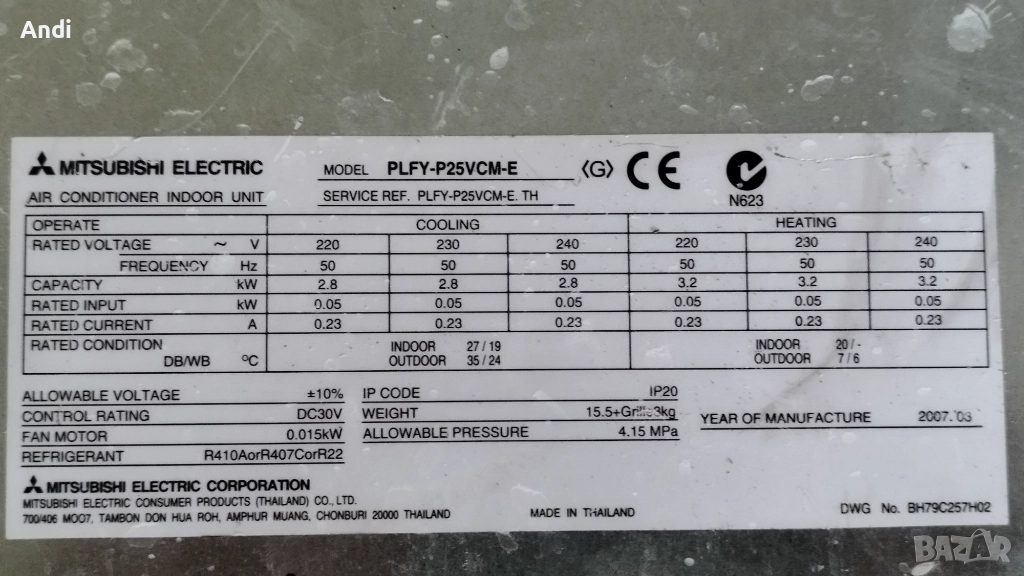 Andi
MITSUBISHI ELECTRIC
AIR CONDITIONER INDOOR UNIT
MODEL PLFY-P25VCM-E
SERVICE REF. PLFY-P25VCM-E. TH
〈G〉 CE
N623
OPERATE COOLING HEATING
RATED VOLTAGE ~ V 220 230 240 220 230 240
FREQUENCY Hz 50 50 50 50 50 50
CAPACITY kW 2.8 2.8 2.8 3.2 3.2 3.2
RATED INPUT kW 0.05 0.05 0.05 0.05 0.05 0.05
RATED CURRENT A 0.23 0.23 0.23 0.23 0.23 0.23
RATED CONDITION INDOOR 27/19 INDOOR 20/-
DB/WB °C OUTDOOR 35/24 OUTDOOR 7/6
ALLOWABLE VOLTAGE ±10%
CONTROL RATING DC30V
FAN MOTOR 0.015kW
REFRIGERANT R410AorR407CorR22
IP CODE IP20
WEIGHT 15.5+Grille3kg
ALLOWABLE PRESSURE 4.15 MPa
YEAR OF MANUFACTURE 2007.03
MITSUBISHI ELECTRIC CORPORATION
MITSUBISHI ELECTRIC CONSUMER PRODUCTS (THAILAND) CO., LTD.
700/406 MOO7, TAMBON DON HUA ROH, AMPHUR MUANG, CHONBURI 20000 THAILAND
MADE IN THAILAND
DWG No. BH79C257H02
BAZAR